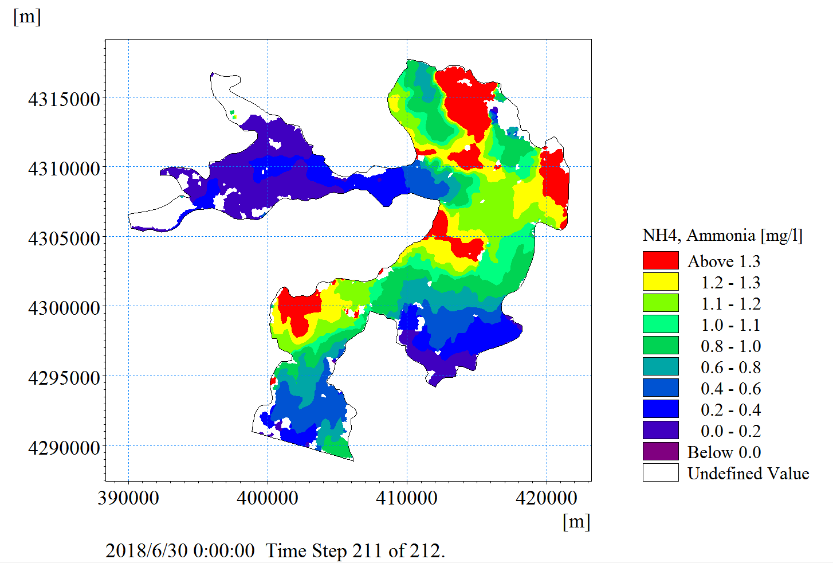 [m]
4315000
4310000
4305000
4300000
4295000
4290000
390000 400000 410000 420000
[m]
NH4, Ammonia [mg/l]
Above 1.3
1.2 - 1.3
1.1 - 1.2
1.0 - 1.1
0.8 - 1.0
0.6 - 0.8
0.4 - 0.6
0.2 - 0.4
0.0 - 0.2
Below 0.0
Undefined Value
2018/6/30 0:00:00 Time Step 211 of 212.